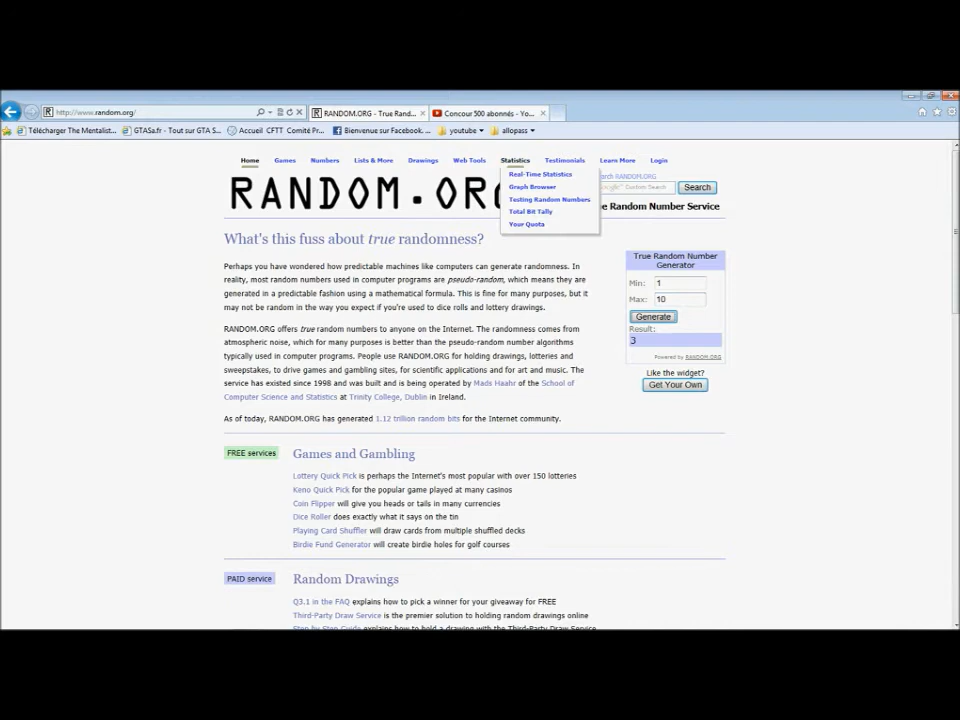 http://www.random.org/
RANDOM.ORG - True Rand...
Concour 500 abonnés - Yo...
Télécharger The Mentalist...
GTASa.fr - Tout sur GTA S...
Accueil CFTT Comité Pr...
Bienvenue sur Facebook. ...
youtube
allopass
Home Games Numbers Lists & More Drawings Web Tools Statistics Testimonials Learn More Login
Real-Time Statistics
Graph Browser
Testing Random Numbers
Total Bit Tally
Your Quota
RANDOM.ORG
RANDOM.ORG
Custom Search
Search
Random Number Service
What's this fuss about true randomness?
Perhaps you have wondered how predictable machines like computers can generate randomness. In
reality, most random numbers used in computer programs are pseudo-random, which means they are
generated in a predictable fashion using a mathematical formula. This is fine for many purposes, but it
may not be random in the way you expect if you're used to dice rolls and lottery drawings.
RANDOM.ORG offers true random numbers to anyone on the Internet. The randomness comes from
atmospheric noise, which for many purposes is better than the pseudo-random number algorithms
typically used in computer programs. People use RANDOM.ORG for holding drawings, lotteries and
sweepstakes, to drive games and gambling sites, for scientific applications and for art and music. The
service has existed since 1998 and was built and is being operated by Mads Haahr of the School of
Computer Science and Statistics at Trinity College, Dublin in Ireland.
As of today, RANDOM.ORG has generated 1.12 trillion random bits for the Internet community.
True Random Number
Generator
Min: 1
Max: 10
Generate
Result:
3
Powered by RANDOM.ORG
Like the widget?
Get Your Own
FREE services
Games and Gambling
Lottery Quick Pick is perhaps the Internet's most popular with over 150 lotteries
Keno Quick Pick for the popular game played at many casinos
Coin Flipper will give you heads or tails in many currencies
Dice Roller does exactly what it says on the tin
Playing Card Shuffler will draw cards from multiple shuffled decks
Birdie Fund Generator will create birdie holes for golf courses
PAID service
Random Drawings
Q3.1 in the FAQ explains how to pick a winner for your giveaway for FREE
Third-Party Draw Service is the premier solution to holding random drawings online
Step by Step Guide explains how to hold a drawing with the Third-Party Draw Service